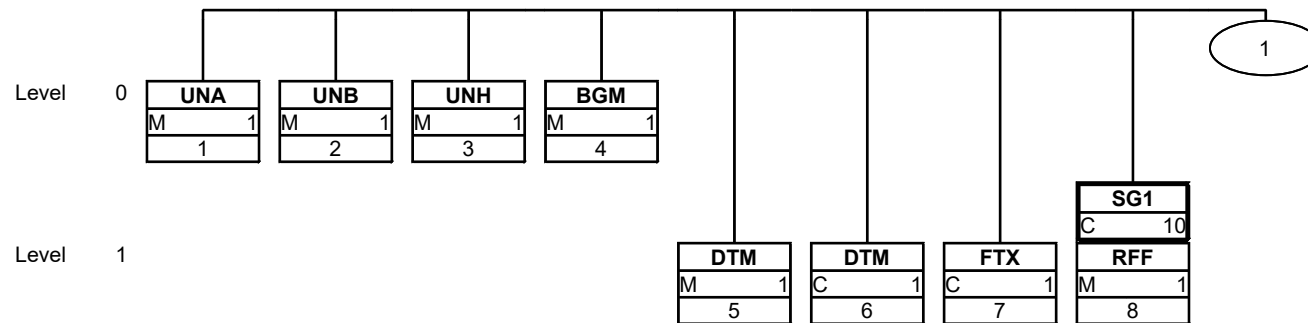 1
Level 0
UNA UNB UNH BGM
M 1 M 1 M 1 M 1
1 2 3 4
SG1
C 10
Level 1
DTM DTM FTX RFF
M 1 C 1 C 1 M 1
5 6 7 8